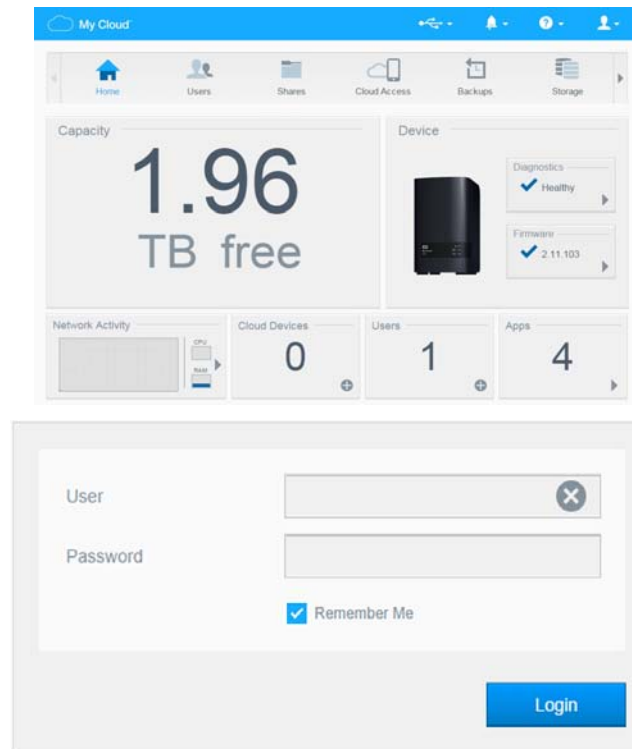 My Cloud
Home Users Shares Cloud Access Backups Storage
Capacity
1.96
TB free
Device
Diagnostics
Healthy
Firmware
2.11.103
Network Activity
CPU
RAM
Cloud Devices
0
Users
1
Apps
4
User
Password
Remember Me
Login